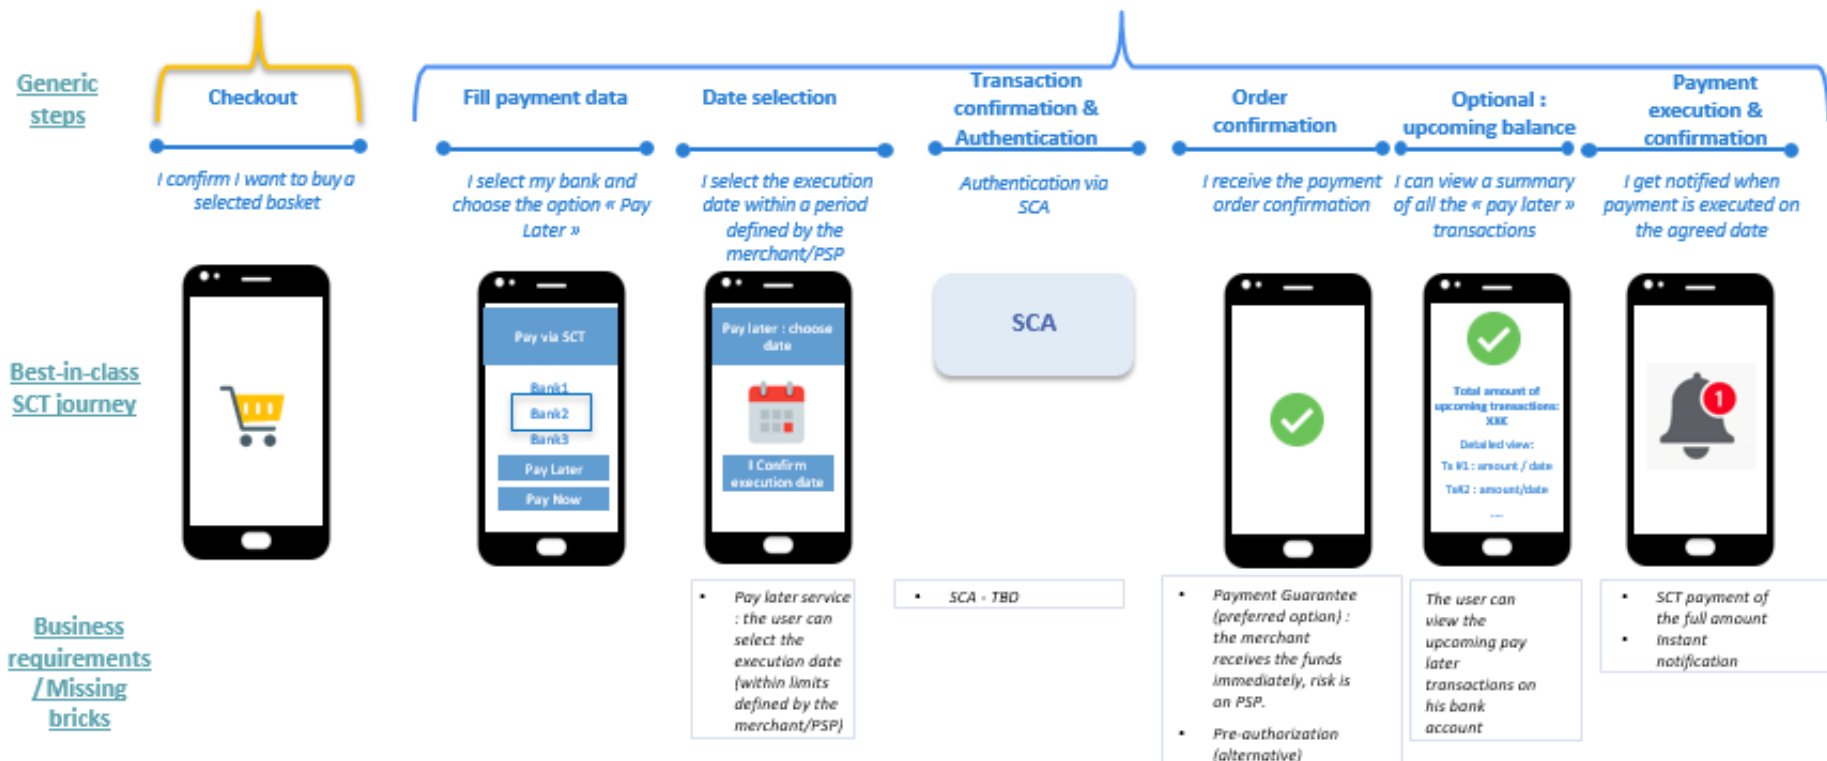 Generic
steps
Checkout
Fill payment data
Date selection
Transaction
confirmation &
Authentication
Order
confirmation
Optional :
upcoming balance
Payment
execution &
confirmation
I confirm I want to buy a
selected basket
I select my bank and
choose the option « Pay
Later »
I select the execution
date within a period
defined by the
merchant/PSP
Authentication via
SCA
I receive the payment
order confirmation
I can view a summary
of all the « pay later »
transactions
I get notified when
payment is executed on
the agreed date
Best-in-class
SCT journey
Pay via SCT
Bank1
Bank2
Bank3
Pay Later
Pay Now
Pay later : choose
date
I Confirm
execution date
SCA
Total amount of
upcoming transactions:
XX€
Detailed view:
Tx #1 : amount / date
Tx#2 : amount/date
....
1
Business
requirements
/ Missing
bricks
▪ Pay later service
: the user can
select the
execution date
(within limits
defined by the
merchant/PSP)
▪ SCA - TBD
▪ Payment Guarantee
(preferred option) :
the merchant
receives the funds
immediately, risk is
on PSP.
▪ Pre-authorization
(alternative)
The user can
view the
upcoming pay
later
transactions on
his bank
account
▪ SCT payment of
the full amount
▪ Instant
notification